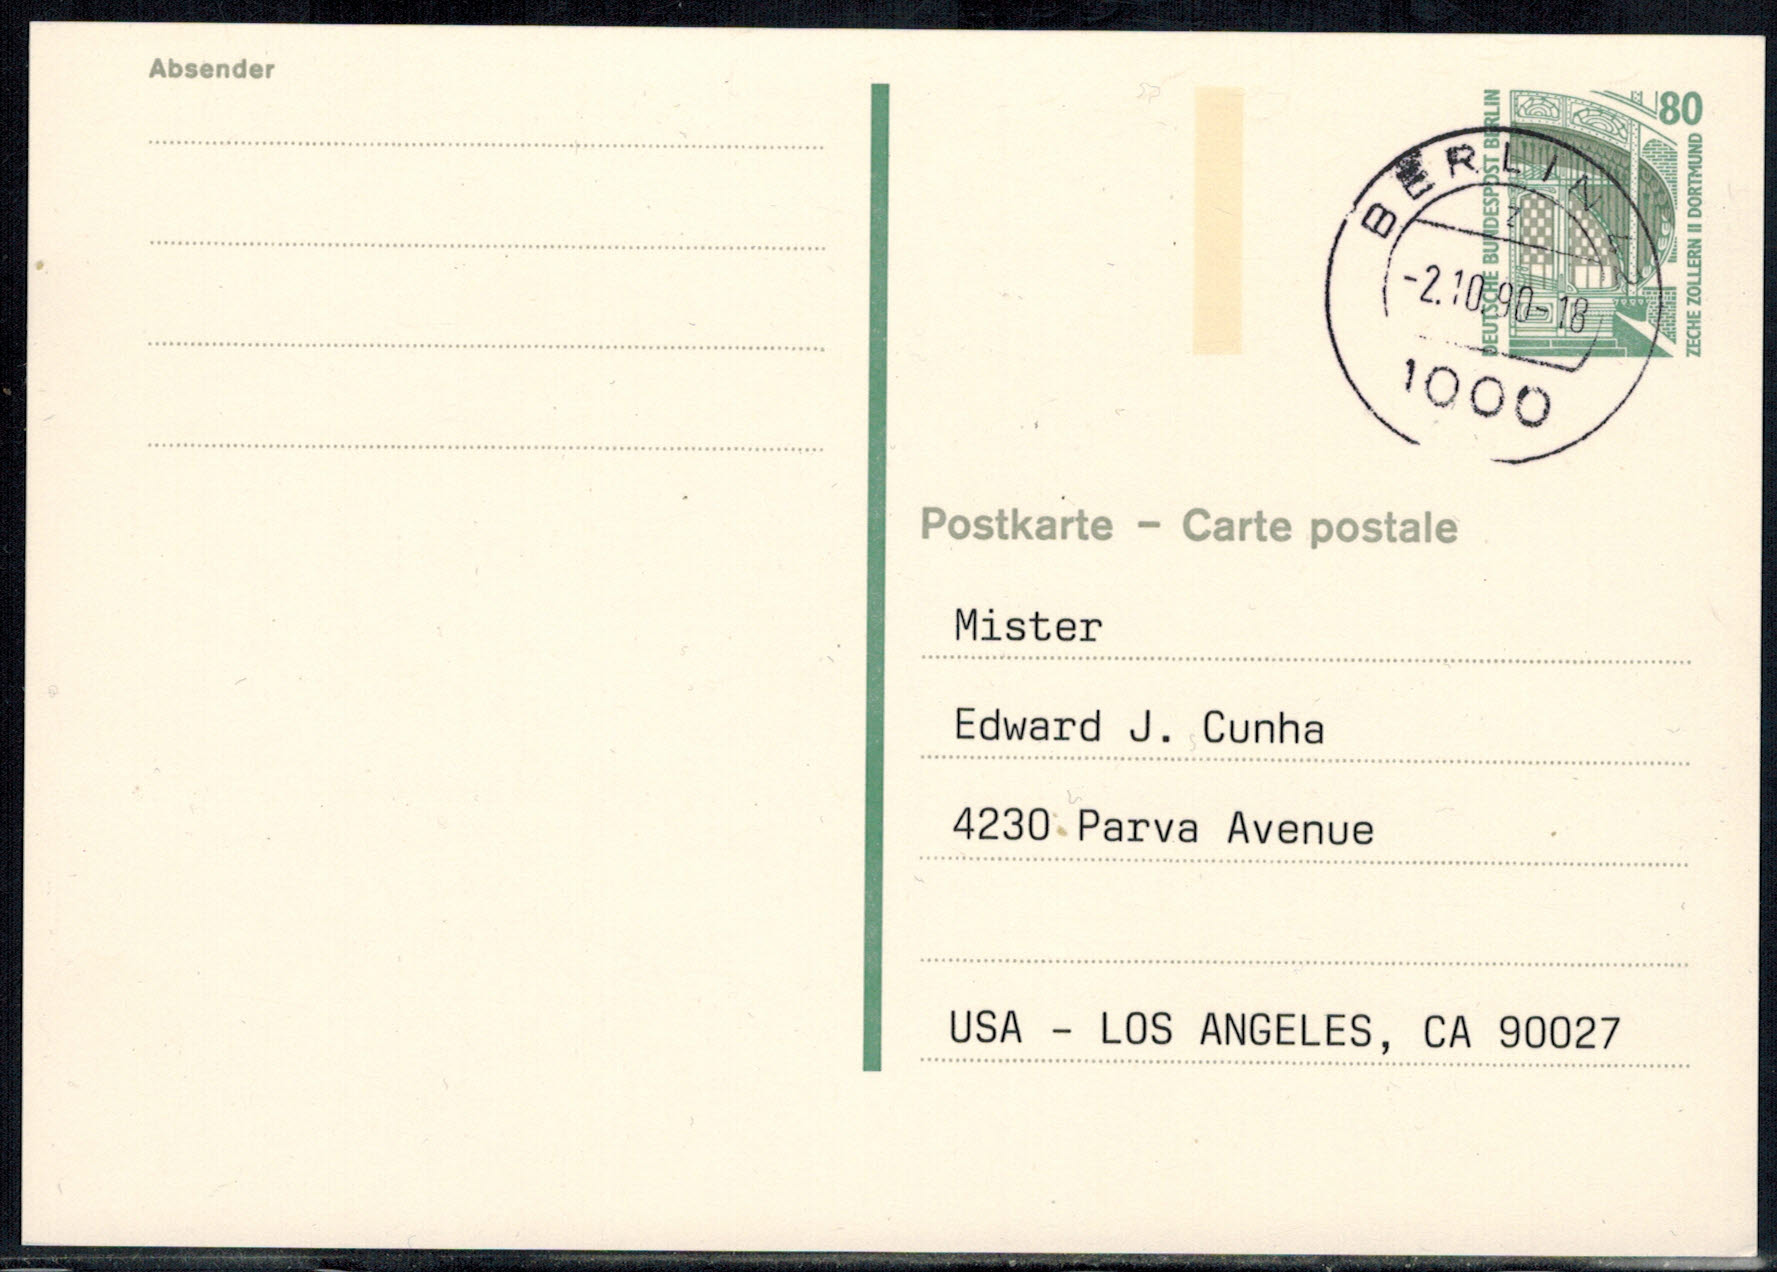 Absender
80
DEUTSCHE BUNDESPOST BERLIN
ZECHE ZOLLERN II DORTMUND
BERLIN
z
-2.10.90-18
1000
Postkarte – Carte postale
Mister
Edward J. Cunha
4230 Parva Avenue
USA – LOS ANGELES, CA 90027